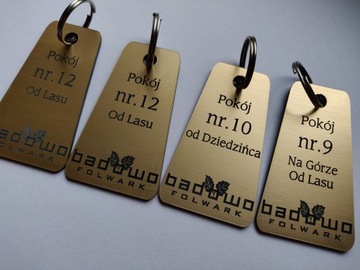 Pokój
nr.12
Od Lasu
badowo
FOLWARK
Pokój
nr.12
Od Lasu
badowo
FOLWARK
Pokój
nr.10
od Dziedzińca
badowo
FOLWARK
Pokój
nr.9
Na Górze
Od Lasu
badowo
FOLWARK